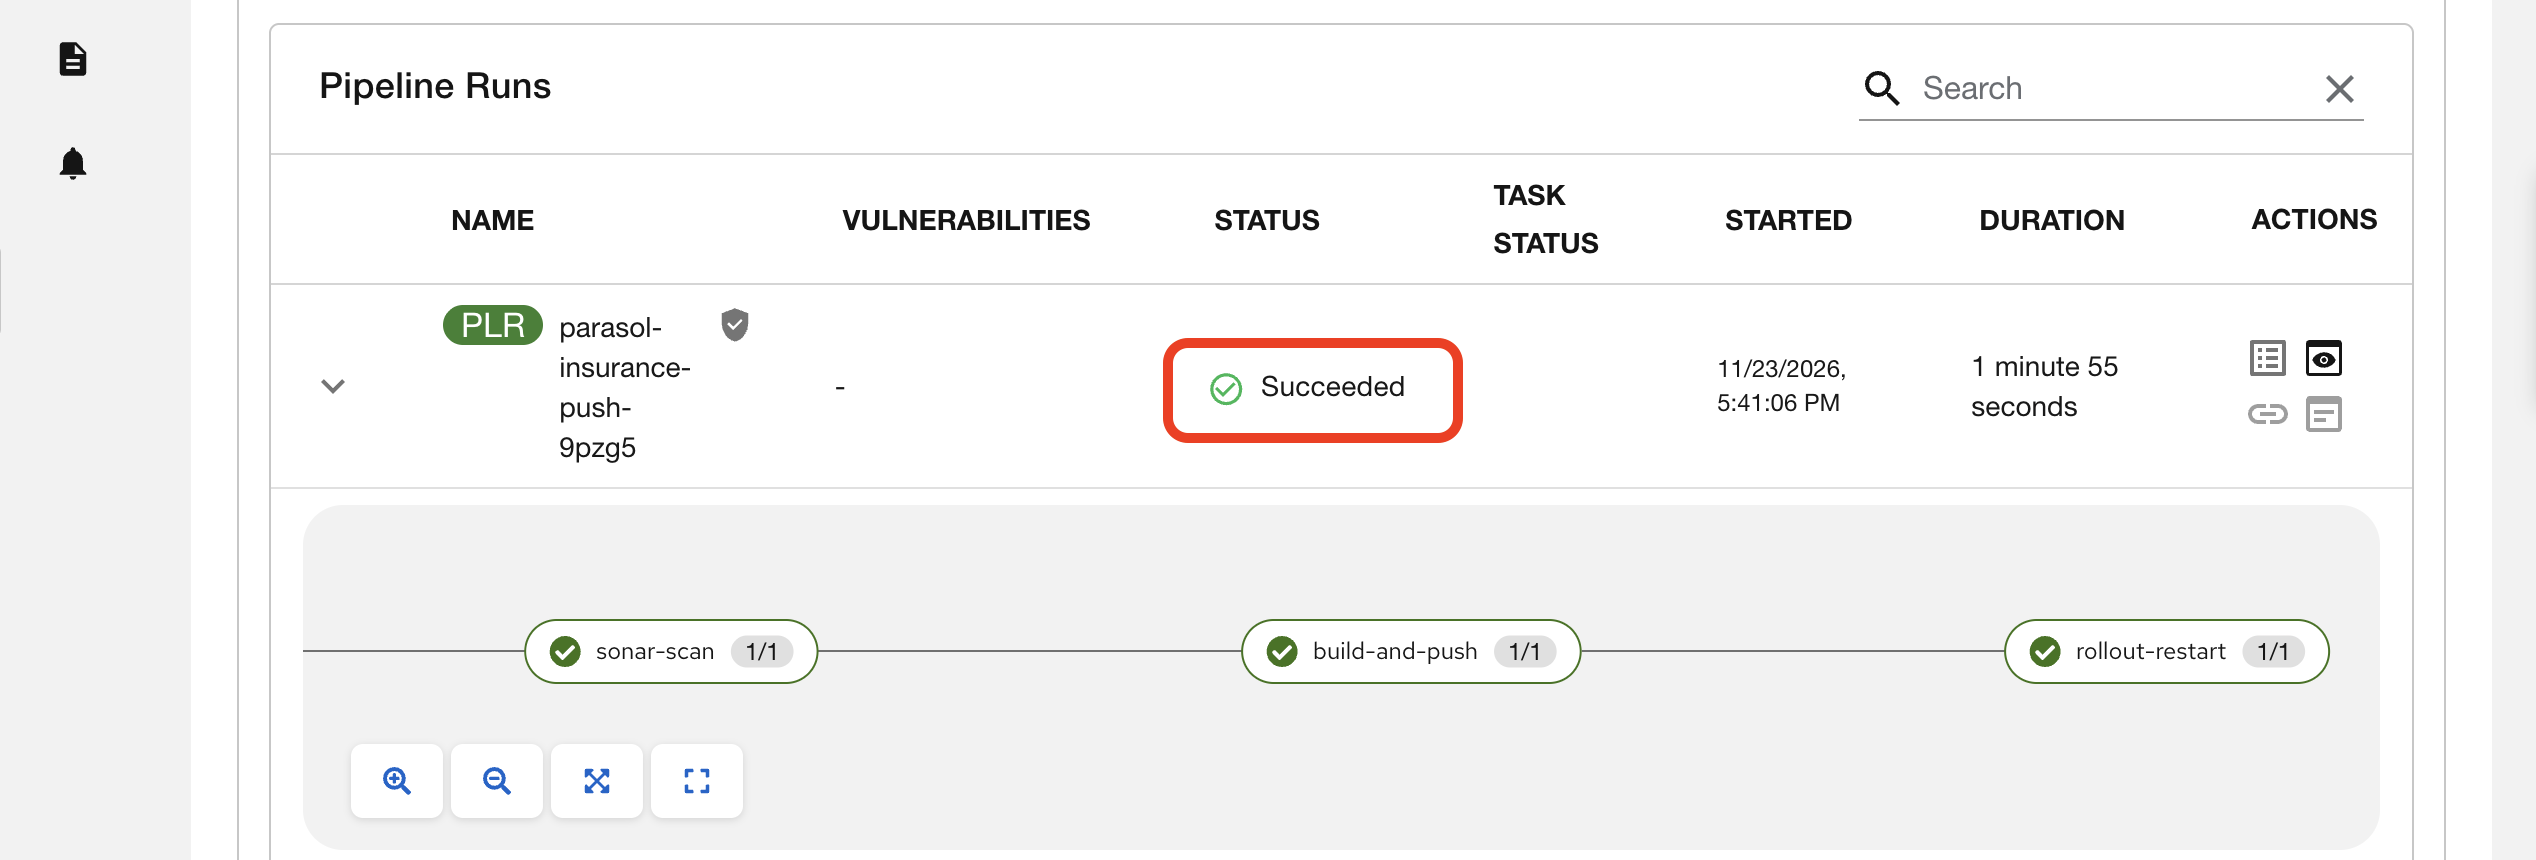 Pipeline Runs
Search
NAME
VULNERABILITIES
STATUS
TASK
STATUS
STARTED
DURATION
ACTIONS
PLR
parasol-
insurance-
push-
9pzg5
-
Succeeded
11/23/2026,
5:41:06 PM
1 minute 55
seconds
sonar-scan 1/1
build-and-push 1/1
rollout-restart 1/1